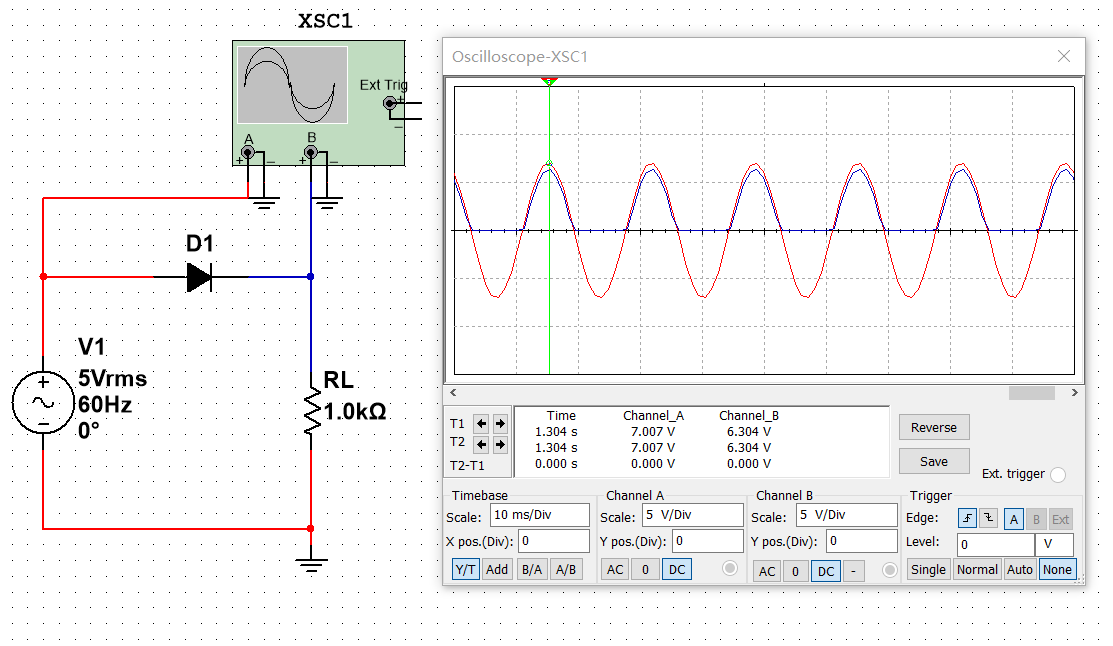 XSC1
Ext Trig
+
−
A
B
+ − + −
D1
V1
5Vrms
60Hz
0°
+
−
RL
1.0kΩ
Oscilloscope-XSC1
Time Channel_A Channel_B
T1 1.304 s 7.007 V 6.304 V
T2 1.304 s 7.007 V 6.304 V
T2-T1 0.000 s 0.000 V 0.000 V
Reverse
Save
Ext. trigger
Timebase
Scale: 10 ms/Div
X pos.(Div): 0
Y/T Add B/A A/B
Channel A
Scale: 5 V/Div
Y pos.(Div): 0
AC 0 DC
Channel B
Scale: 5 V/Div
Y pos.(Div): 0
AC 0 DC -
Trigger
Edge: A B Ext
Level: 0 V
Single Normal Auto None